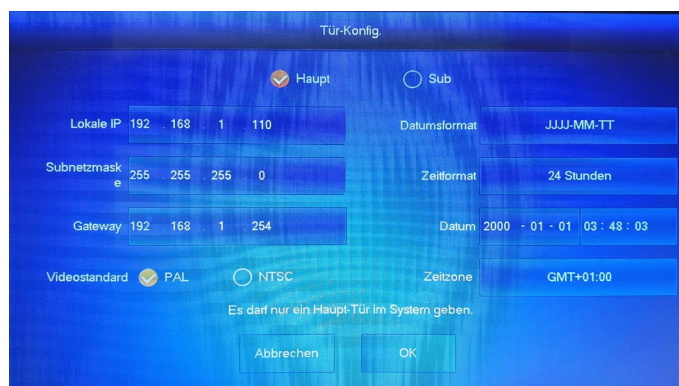 Tür-Konfig.
Haupt Sub
Lokale IP 192 . 168 . 1 . 110 Datumsformat JJJJ-MM-TT
Subnetzmask
e 255 . 255 . 255 . 0 Zeitformat 24 Stunden
Gateway 192 . 168 . 1 . 254 Datum 2000 - 01 - 01 03 : 48 : 03
Videostandard PAL NTSC Zeitzone GMT+01:00
Es darf nur ein Haupt-Tür im System geben.
Abbrechen OK